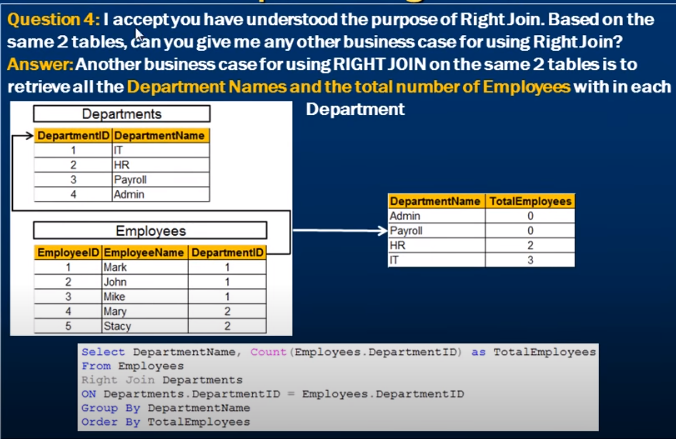 Question 4: I accept you have understood the purpose of Right Join. Based on the
same 2 tables, can you give me any other business case for using Right Join?
Answer: Another business case for using RIGHT JOIN on the same 2 tables is to
retrieve all the Department Names and the total number of Employees with in each
Department
Departments
DepartmentID DepartmentName
1 IT
2 HR
3 Payroll
4 Admin
Employees
EmployeeID EmployeeName DepartmentID
1 Mark 1
2 John 1
3 Mike 1
4 Mary 2
5 Stacy 2
DepartmentName TotalEmployees
Admin 0
Payroll 0
HR 2
IT 3
Select DepartmentName, Count(Employees.DepartmentID) as TotalEmployees
From Employees
Right Join Departments
ON Departments.DepartmentID = Employees.DepartmentID
Group By DepartmentName
Order By TotalEmployees